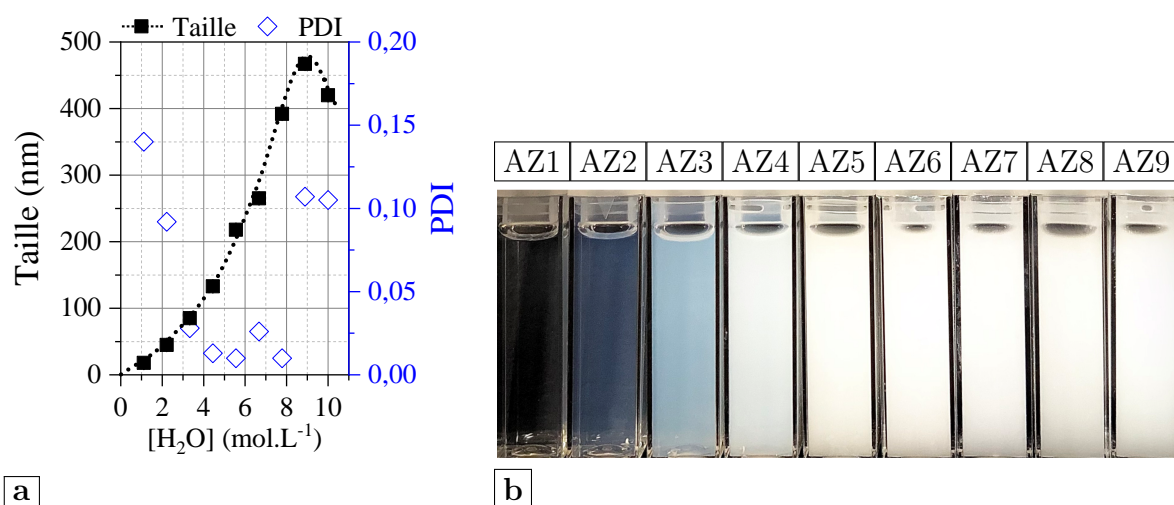 Taille PDI
500
400
300
200
100
0
Taille (nm)
0,20
0,15
0,10
0,05
0,00
PDI
0 2 4 6 8 10
[H₂O] (mol.L⁻¹)
a
AZ1 AZ2 AZ3 AZ4 AZ5 AZ6 AZ7 AZ8 AZ9
b